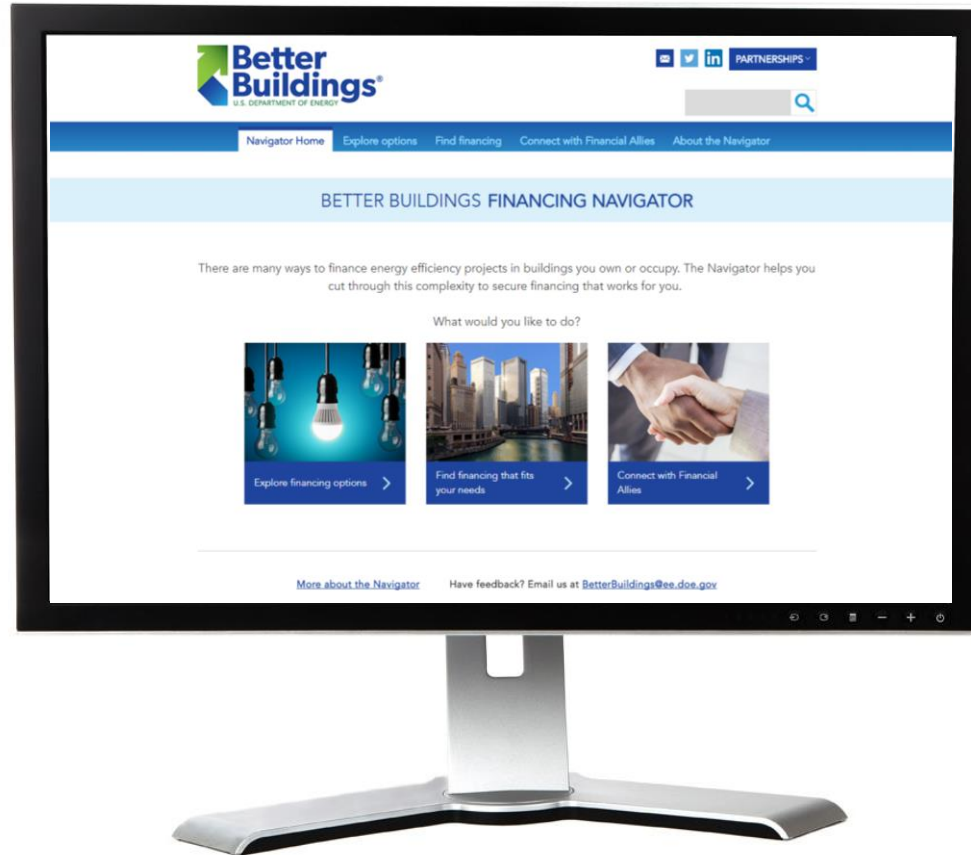 Better
Buildings®
U.S. DEPARTMENT OF ENERGY
in PARTNERSHIPS
Navigator Home Explore options Find financing Connect with Financial Allies About the Navigator
BETTER BUILDINGS FINANCING NAVIGATOR
There are many ways to finance energy efficiency projects in buildings you own or occupy. The Navigator helps you
cut through this complexity to secure financing that works for you.
What would you like to do?
Explore financing options
Find financing that fits
your needs
Connect with Financial
Allies
More about the Navigator Have feedback? Email us at BetterBuildings@ee.doe.gov